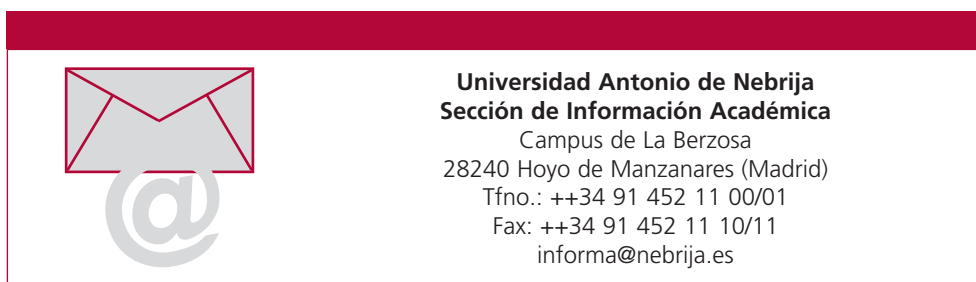 Universidad Antonio de Nebrija
Sección de Información Académica
Campus de La Berzosa
28240 Hoyo de Manzanares (Madrid)
Tfno.: ++34 91 452 11 00/01
Fax: ++34 91 452 11 10/11
informa@nebrija.es
@